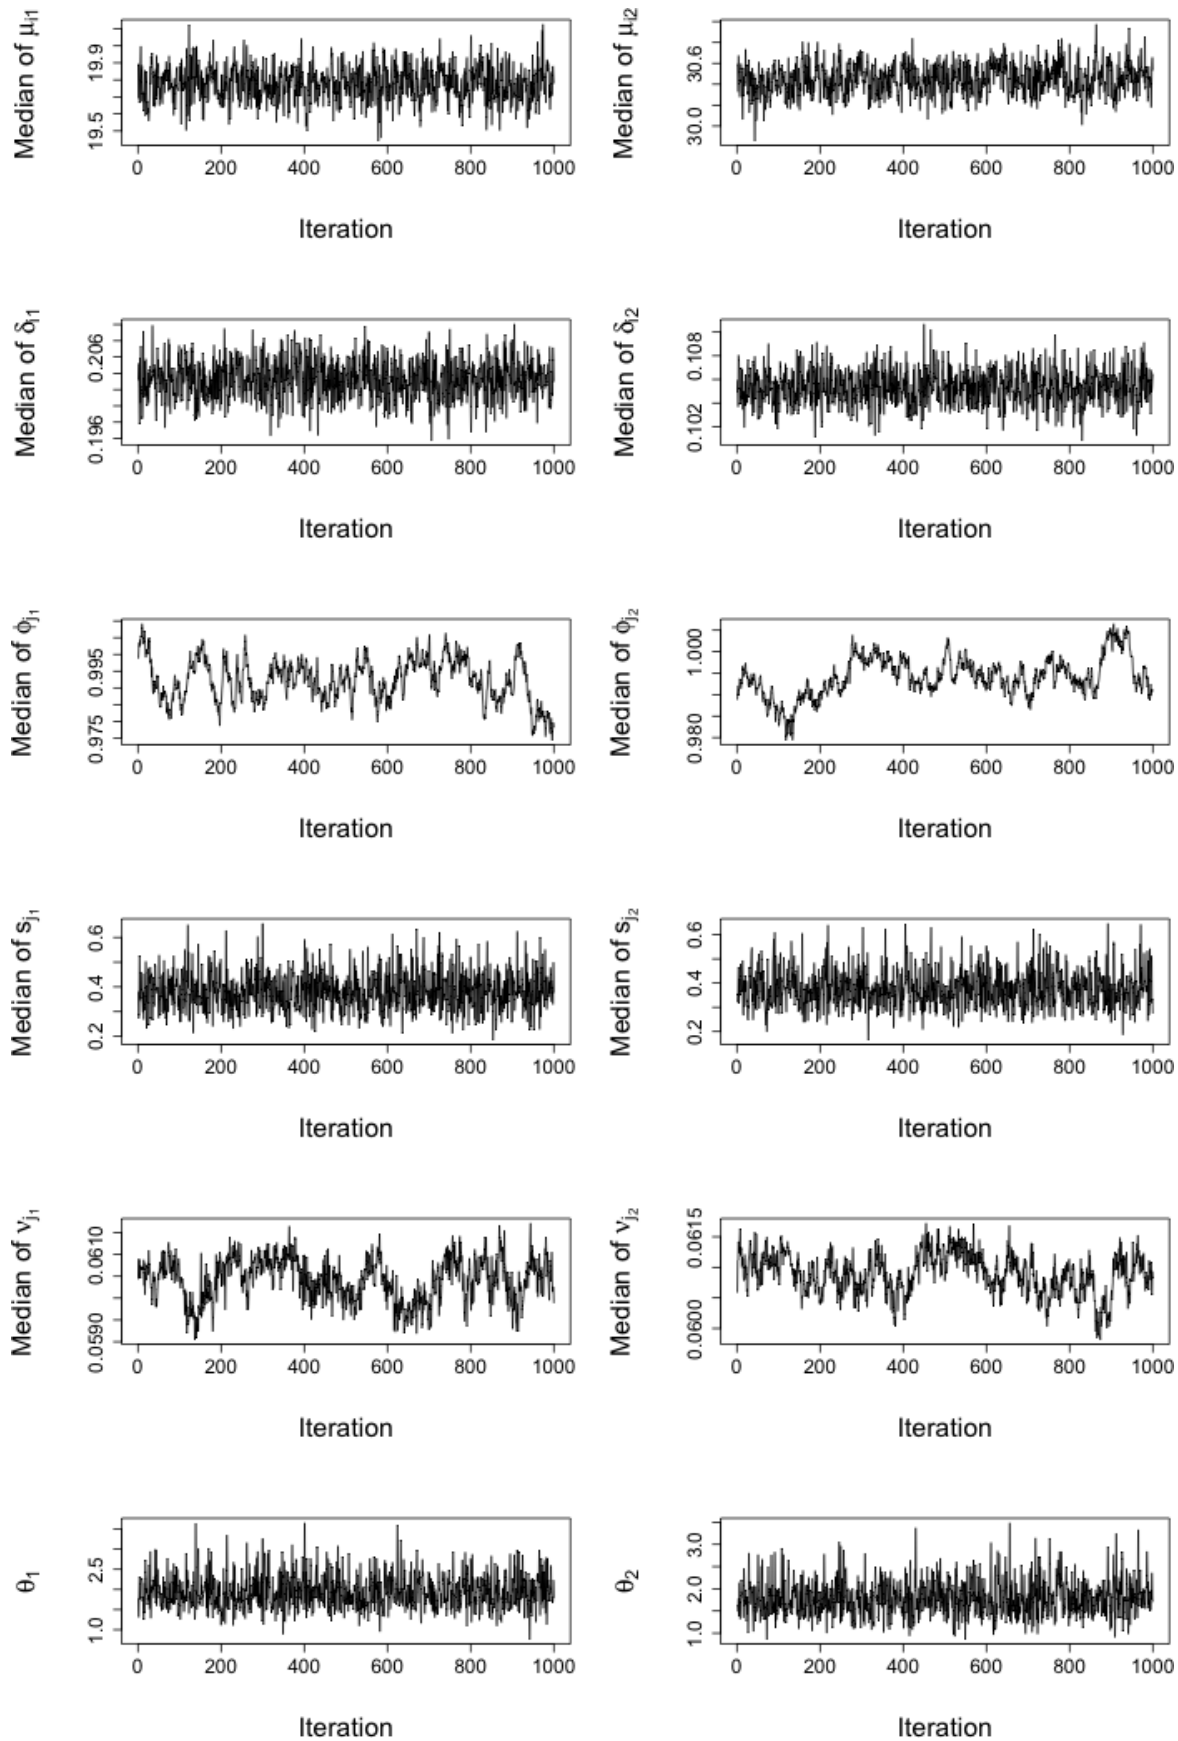 Median of μi1
19.5 19.9
0 200 400 600 800 1000
Iteration
Median of μi2
30.0 30.6
0 200 400 600 800 1000
Iteration
Median of δi1
0.196 0.206
0 200 400 600 800 1000
Iteration
Median of δi2
0.102 0.108
0 200 400 600 800 1000
Iteration
Median of ϕj1
0.975 0.995
0 200 400 600 800 1000
Iteration
Median of ϕj2
0.980 1.000
0 200 400 600 800 1000
Iteration
Median of sj1
0.2 0.4 0.6
0 200 400 600 800 1000
Iteration
Median of sj2
0.2 0.4 0.6
0 200 400 600 800 1000
Iteration
Median of νj1
0.0590 0.0610
0 200 400 600 800 1000
Iteration
Median of νj2
0.0600 0.0615
0 200 400 600 800 1000
Iteration
θ1
1.0 2.5
0 200 400 600 800 1000
Iteration
θ2
1.0 2.0 3.0
0 200 400 600 800 1000
Iteration